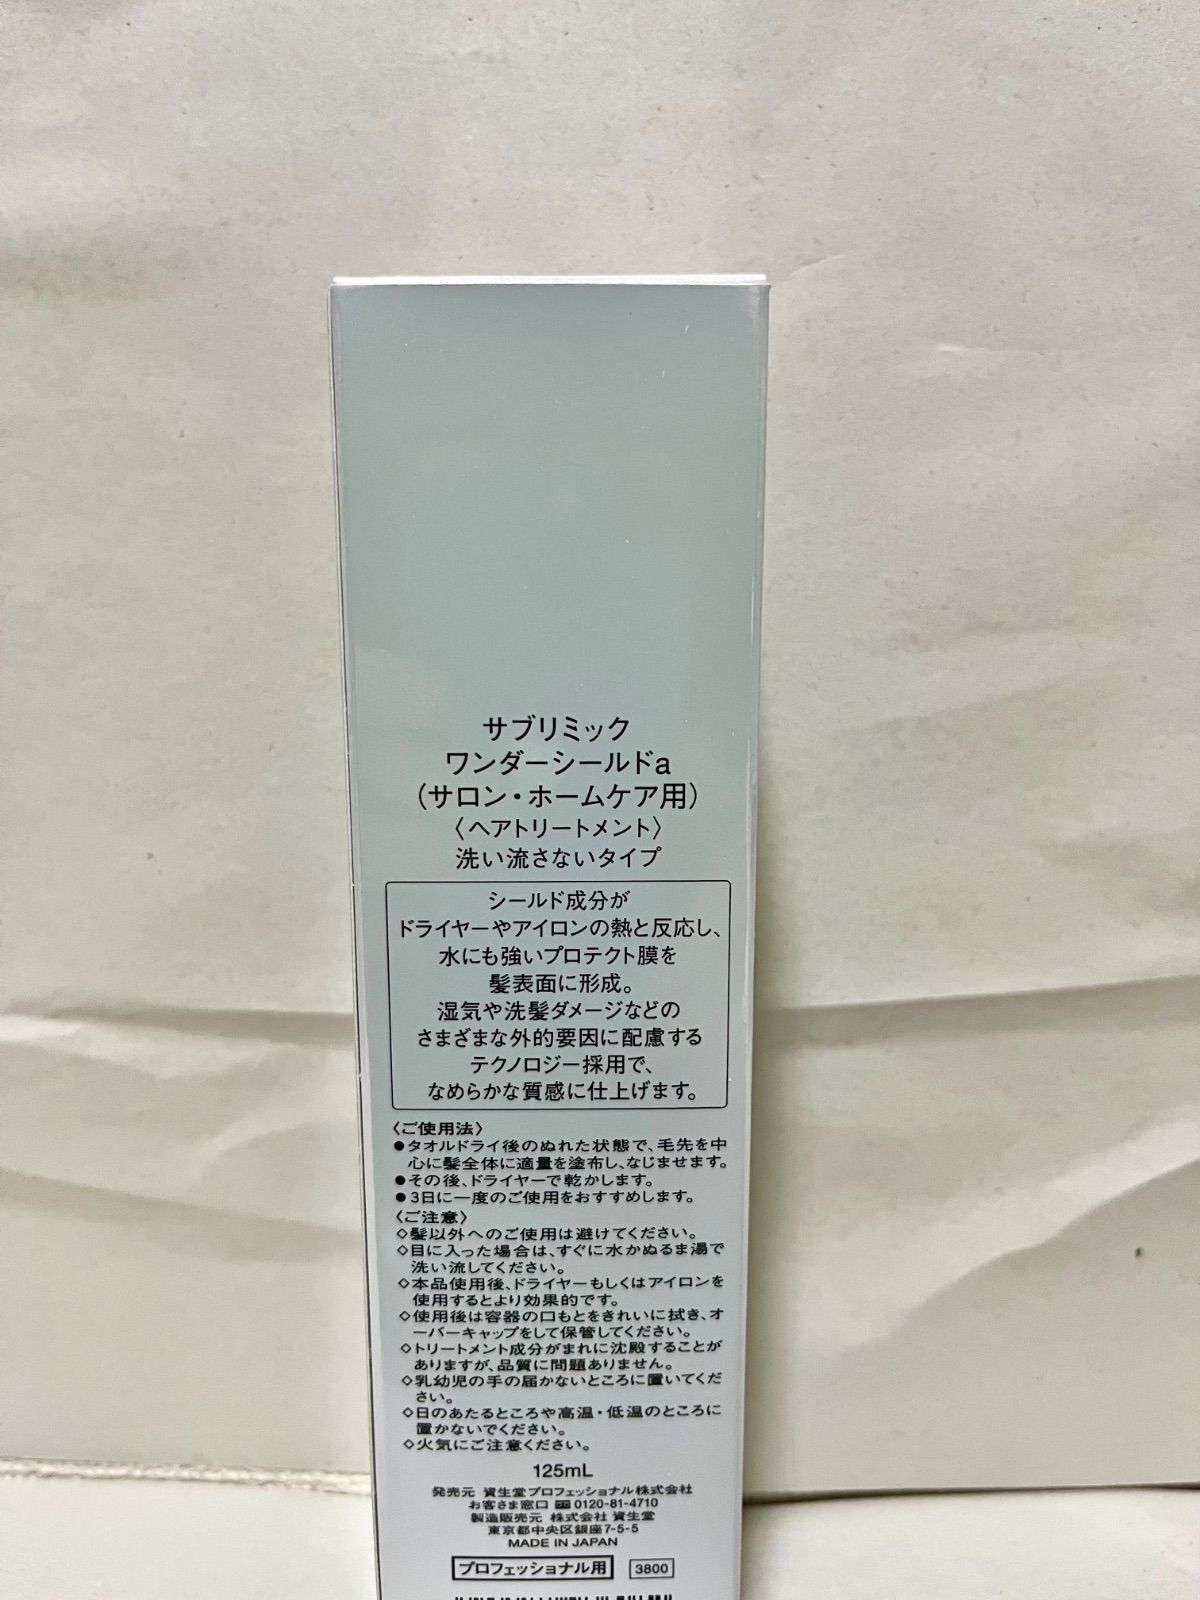 サブリミック
ワンダーシールドa
(サロン・ホームケア用)
〈ヘアトリートメント〉
洗い流さないタイプ
シールド成分が
ドライヤーやアイロンの熱と反応し、
水にも強いプロテクト膜を
髪表面に形成。
湿気や洗髪ダメージなどの
さまざまな外的要因に配慮する
テクノロジー採用で、
なめらかな質感に仕上げます。
〈ご使用法〉
●タオルドライ後のぬれた状態で、毛先を中
心に髪全体に適量を塗布し、なじませます。
●その後、ドライヤーで乾かします。
●3日に一度のご使用をおすすめします。
〈ご注意〉
◇髪以外へのご使用は避けてください。
◇目に入った場合は、すぐに水かぬるま湯で
洗い流してください。
◇本品使用後、ドライヤーもしくはアイロンを
使用するとより効果的です。
◇使用後は容器の口もとをきれいに拭き、オ
ーバーキャップをして保管してください。
◇トリートメント成分がまれに沈殿することが
ありますが、品質に問題ありません。
◇乳幼児の手の届かないところに置いてくだ
さい。
◇日のあたるところや高温・低温のところに
置かないでください。
◇火気にご注意ください。
125mL
発売元 資生堂プロフェッショナル株式会社
お客さま窓口 0120-81-4710
製造販売元 株式会社 資生堂
東京都中央区銀座7-5-5
MADE IN JAPAN
プロフェッショナル用 3800